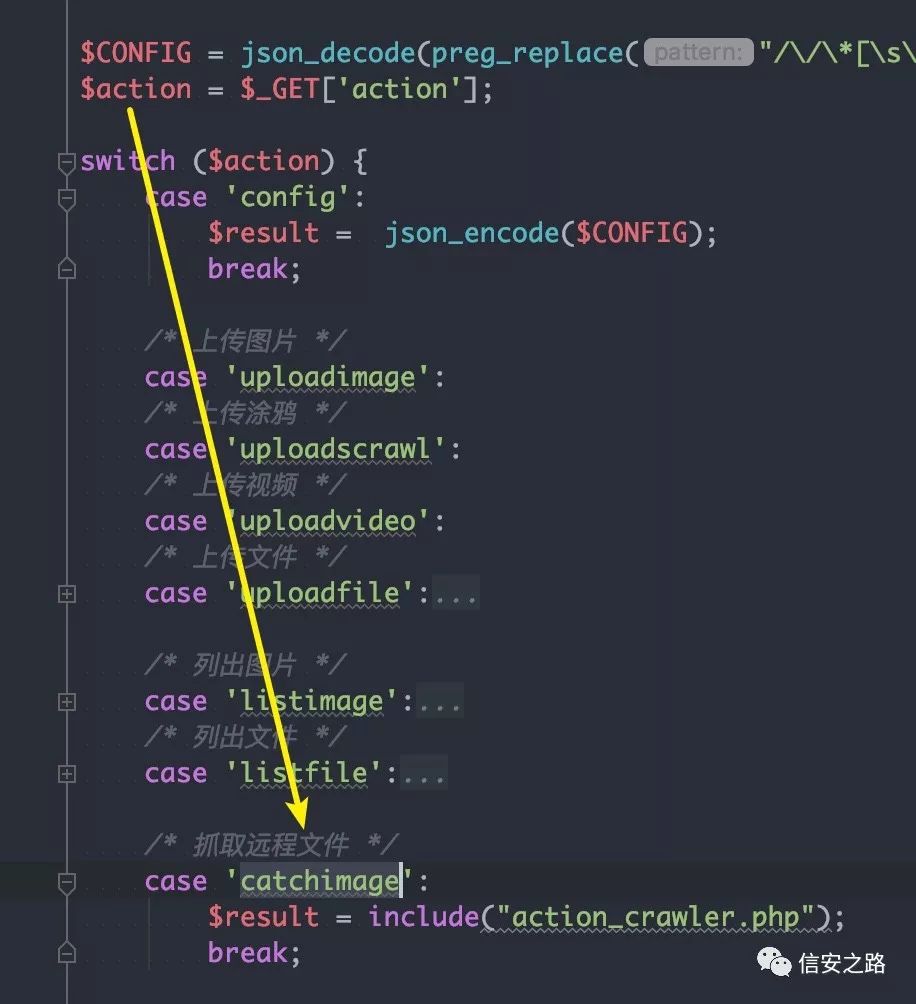 $CONFIG = json_decode(preg_replace( pattern: "/\/\*[\s\
$action = $_GET['action'];
switch ($action) {
case 'config':
$result =  json_encode($CONFIG);
break;
/* 上传图片 */
case 'uploadimage':
/* 上传涂鸦 */
case 'uploadscrawl':
/* 上传视频 */
case 'uploadvideo':
/* 上传文件 */
case 'uploadfile':...
/* 列出图片 */
case 'listimage':...
/* 列出文件 */
case 'listfile':...
/* 抓取远程文件 */
case 'catchimage':
$result = include("action_crawler.php");
break;
信安之路